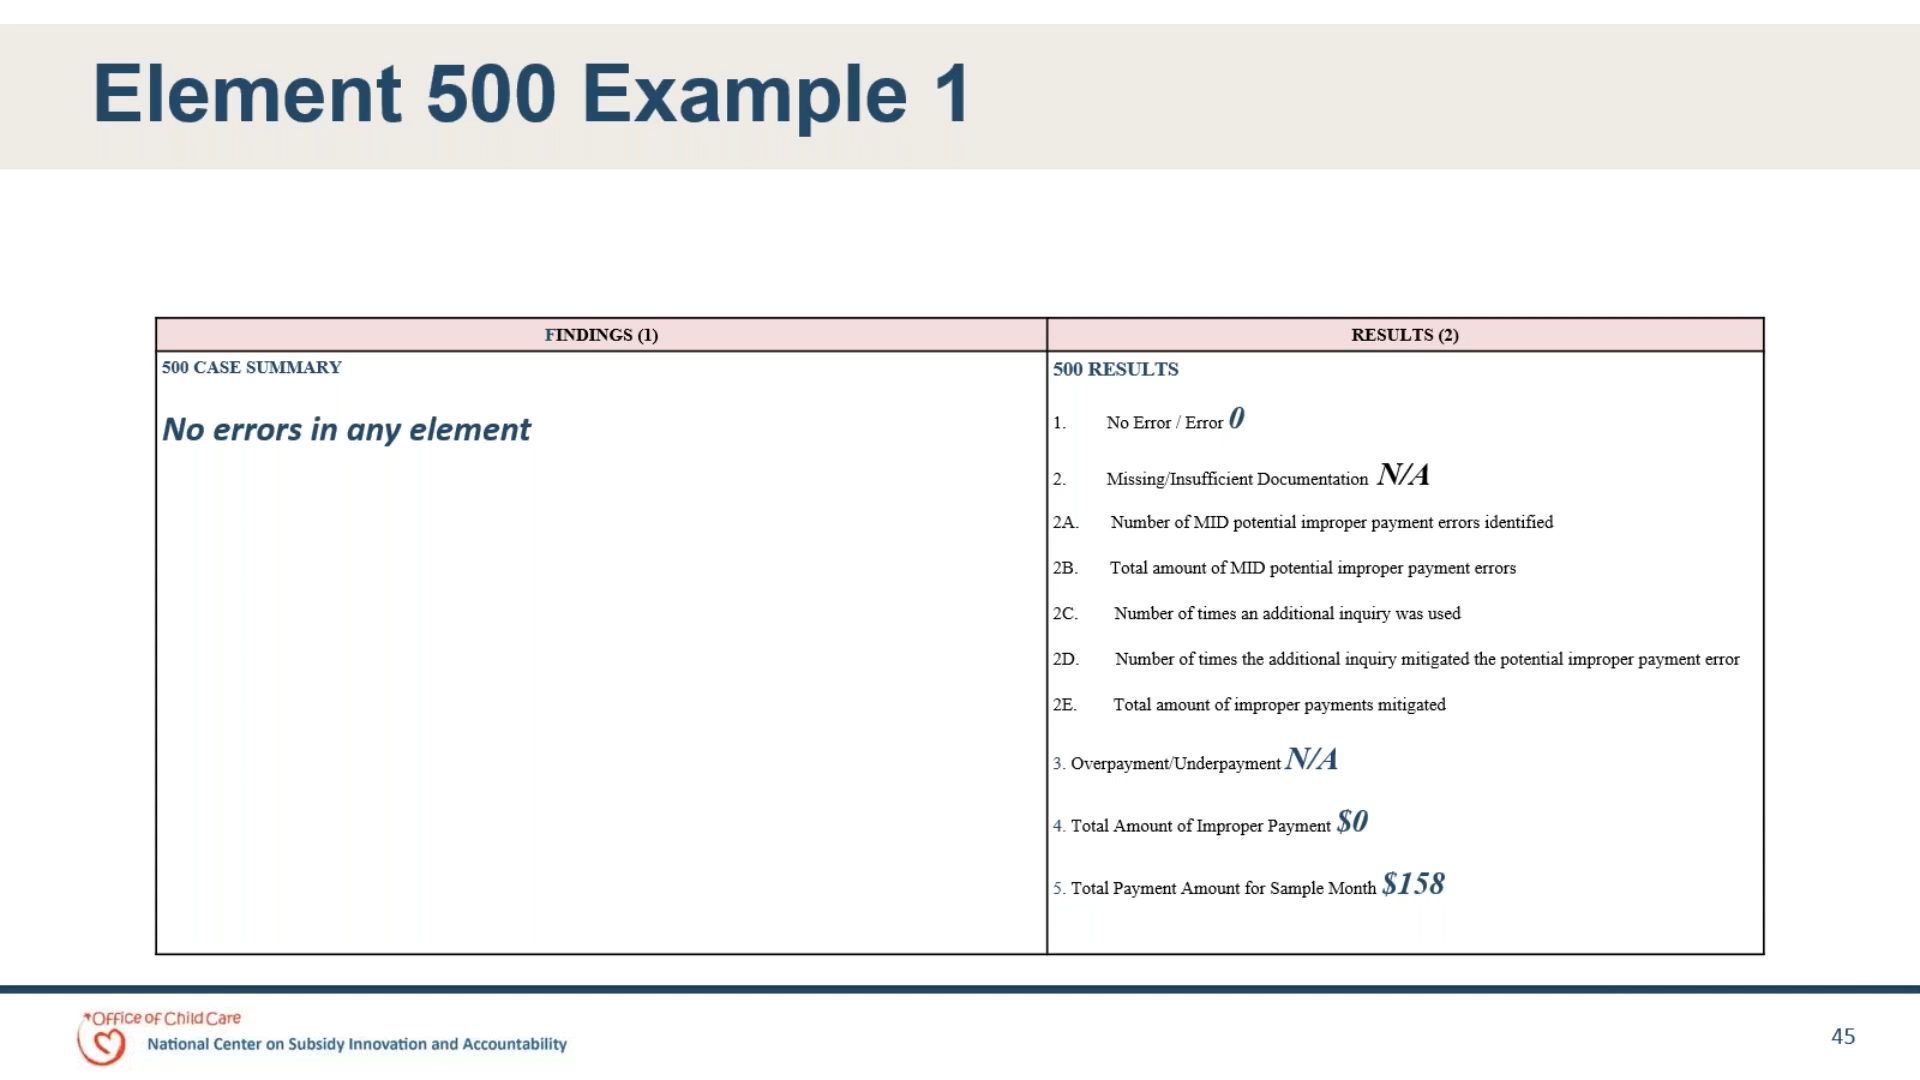 Element 500 Example 1
FINDINGS (1)
RESULTS (2)
500 CASE SUMMARY
No errors in any element
500 RESULTS
1. No Error / Error 0
2. Missing/Insufficient Documentation N/A
2A. Number of MID potential improper payment errors identified
2B. Total amount of MID potential improper payment errors
2C. Number of times an additional inquiry was used
2D. Number of times the additional inquiry mitigated the potential improper payment error
2E. Total amount of improper payments mitigated
3. Overpayment/Underpayment N/A
4. Total Amount of Improper Payment $0
5. Total Payment Amount for Sample Month $158
Office of Child Care
National Center on Subsidy Innovation and Accountability
45